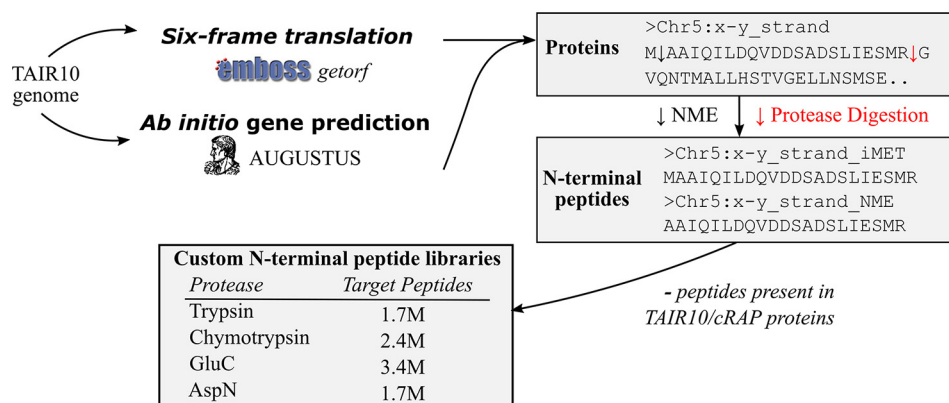 TAIR10
genome
Six-frame translation
emboss getorf
Ab initio gene prediction
AUGUSTUS
Proteins
>Chr5:x-y_strand
M↓AAIQILDQVDDSADSLIESMR↓G
VQNTMALLHSTVGELLNSMSE..
↓ NME
↓ Protease Digestion
N-terminal
peptides
>Chr5:x-y_strand_iMET
MAAIQILDQVDDSADSLIESMR
>Chr5:x-y_strand_NME
AAIQILDQVDDSADSLIESMR
- peptides present in
TAIR10/cRAP proteins
Custom N-terminal peptide libraries
Protease Target Peptides
Trypsin 1.7M
Chymotrypsin 2.4M
GluC 3.4M
AspN 1.7M